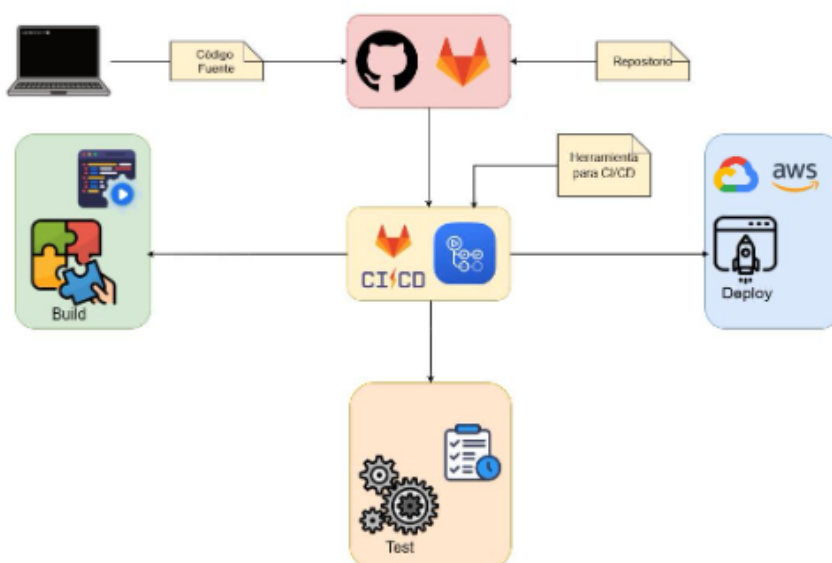 Código
Fuente
Repositorio
Herramienta
para CI/CD
aws
CI/CD
Build
Deploy
Test